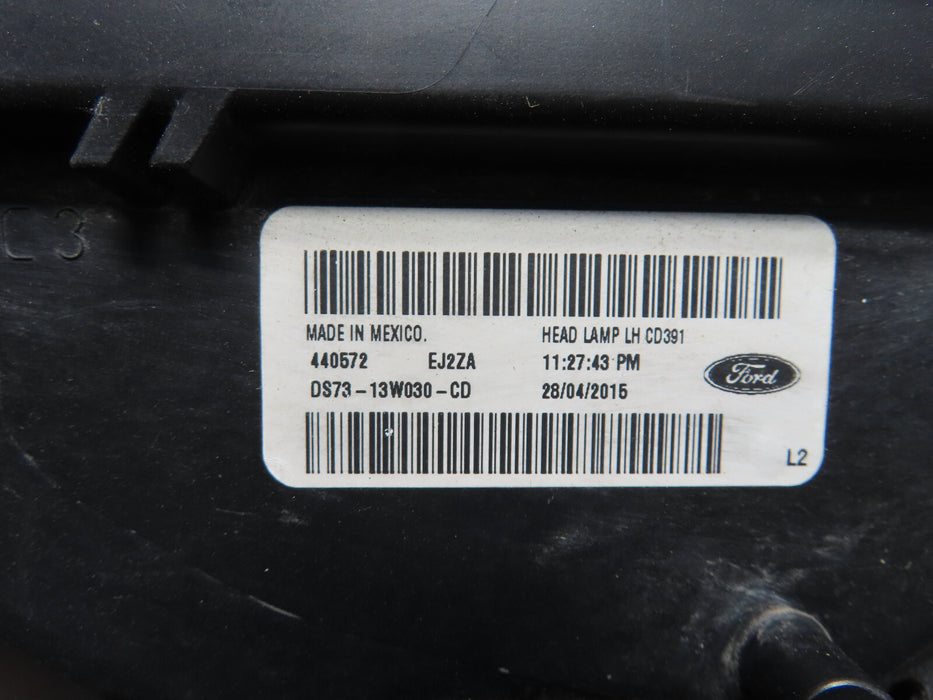 C3
MADE IN MEXICO. HEAD LAMP LH CD391
440572 EJ2ZA 11:27:43 PM
DS73-13W030-CD 28/04/2015
Ford
L2